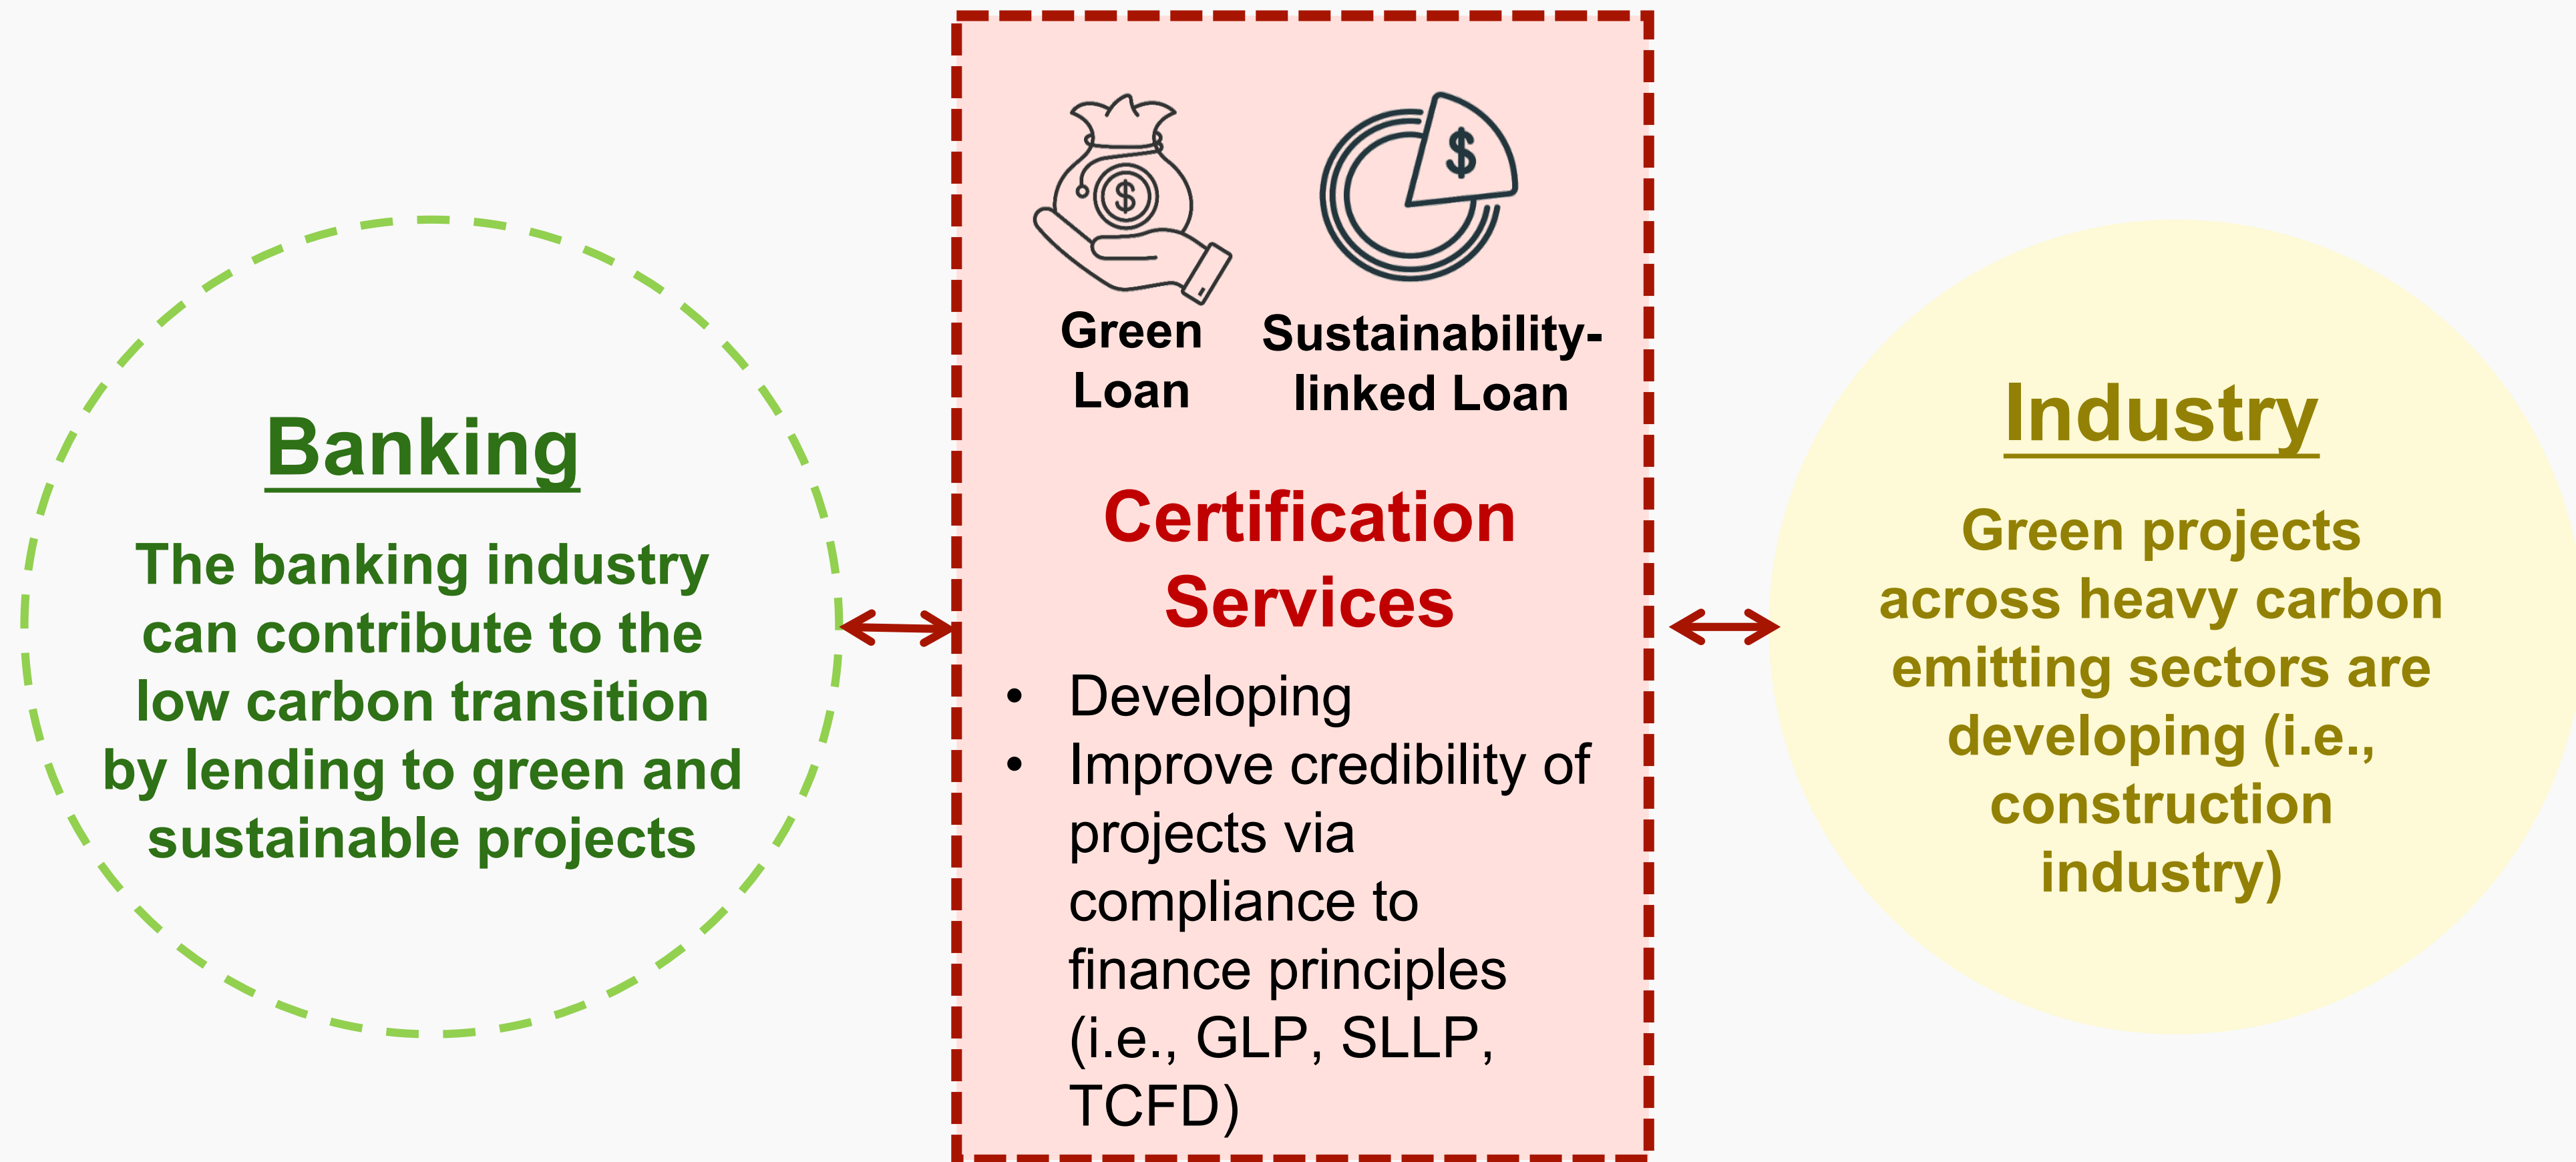 Banking
The banking industry
can contribute to the
low carbon transition
by lending to green and
sustainable projects
$
$
Green
Loan
Sustainability-
linked Loan
Certification
Services
• Developing
• Improve credibility of
projects via
compliance to
finance principles
(i.e., GLP, SLLP,
TCFD)
Industry
Green projects
across heavy carbon
emitting sectors are
developing (i.e.,
construction
industry)